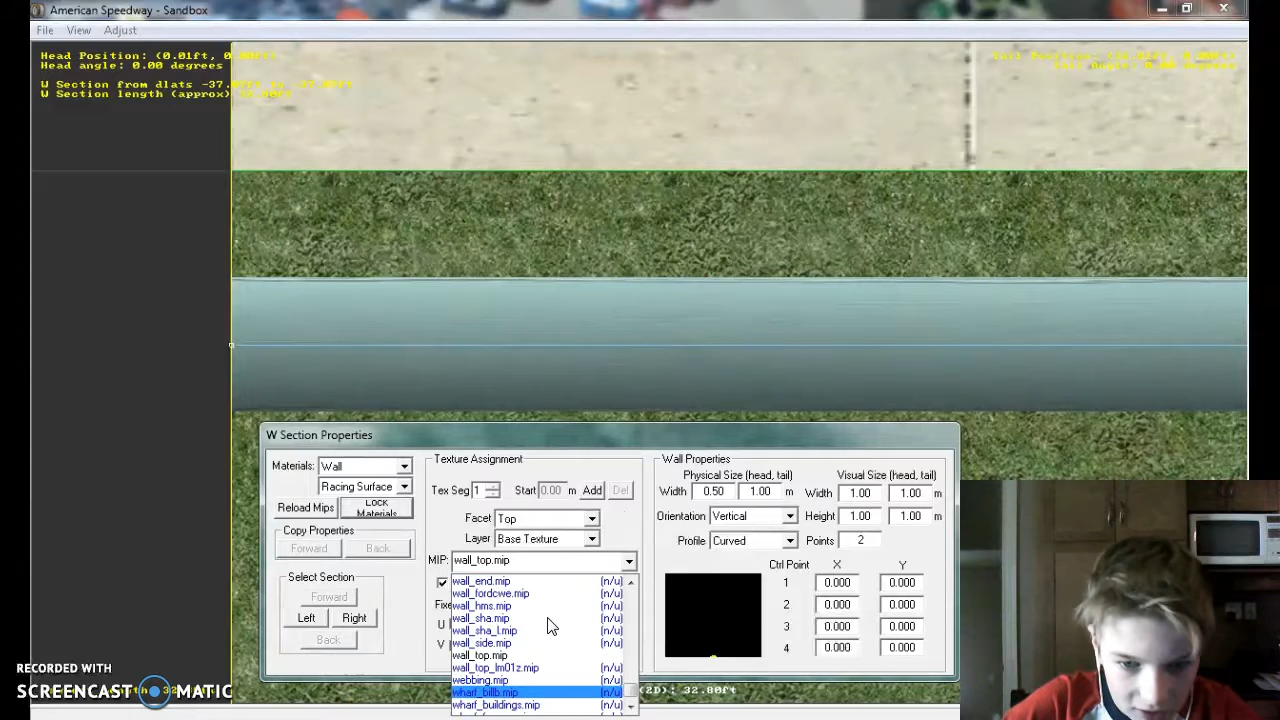 American Speedway - Sandbox
File View Adjust
Head Position: (0.01ft,
Head angle: 0.00 degrees
W Section from dlats
W Section length (approx)
W Section Properties
Materials: Wall
Racing Surface
Reload Mips Lock Materials
Copy Properties
Forward Back
Select Section
Forward
Left Right
Back
Texture Assignment
Tex Seg 1 Start 0.00 m Add Del
Facet Top
Layer Base Texture
MIP: wall_top.mip
wall_end.mip (n/u)
wall_fordcwe.mip (n/u)
wall_hms.mip (n/u)
wall_sha.mip (n/u)
wall_sha_l.mip (n/u)
wall_side.mip (n/u)
wall_top.mip
wall_top_lm01z.mip (n/u)
webbing.mip (n/u)
wharf_billb.mip (n/u)
wharf_buildings.mip (n/u)
Fixe
U
V
Wall Properties
Physical Size (head, tail) Visual Size (head, tail)
Width 0.50 1.00 m Width 1.00 1.00 m
Orientation Vertical Height 1.00 1.00 m
Profile Curved Points 2
Ctrl Point X Y
1 0.000 0.000
2 0.000 0.000
3 0.000 0.000
4 0.000 0.000
(2D): 32.80ft
RECORDED WITH
SCREENCAST MATIC